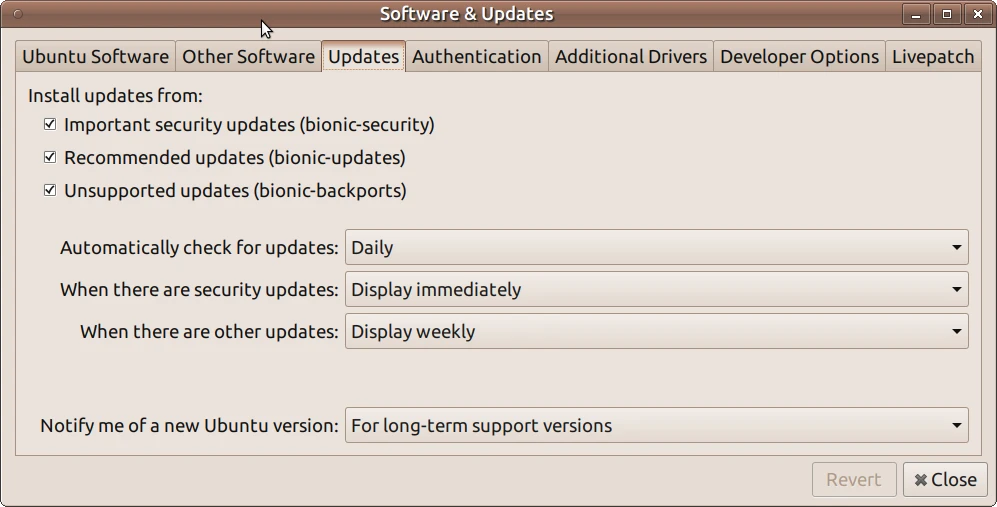 Software & Updates
Ubuntu Software Other Software Updates Authentication Additional Drivers Developer Options Livepatch
Install updates from:
Important security updates (bionic-security)
Recommended updates (bionic-updates)
Unsupported updates (bionic-backports)
Automatically check for updates: Daily
When there are security updates: Display immediately
When there are other updates: Display weekly
Notify me of a new Ubuntu version: For long-term support versions
Revert Close